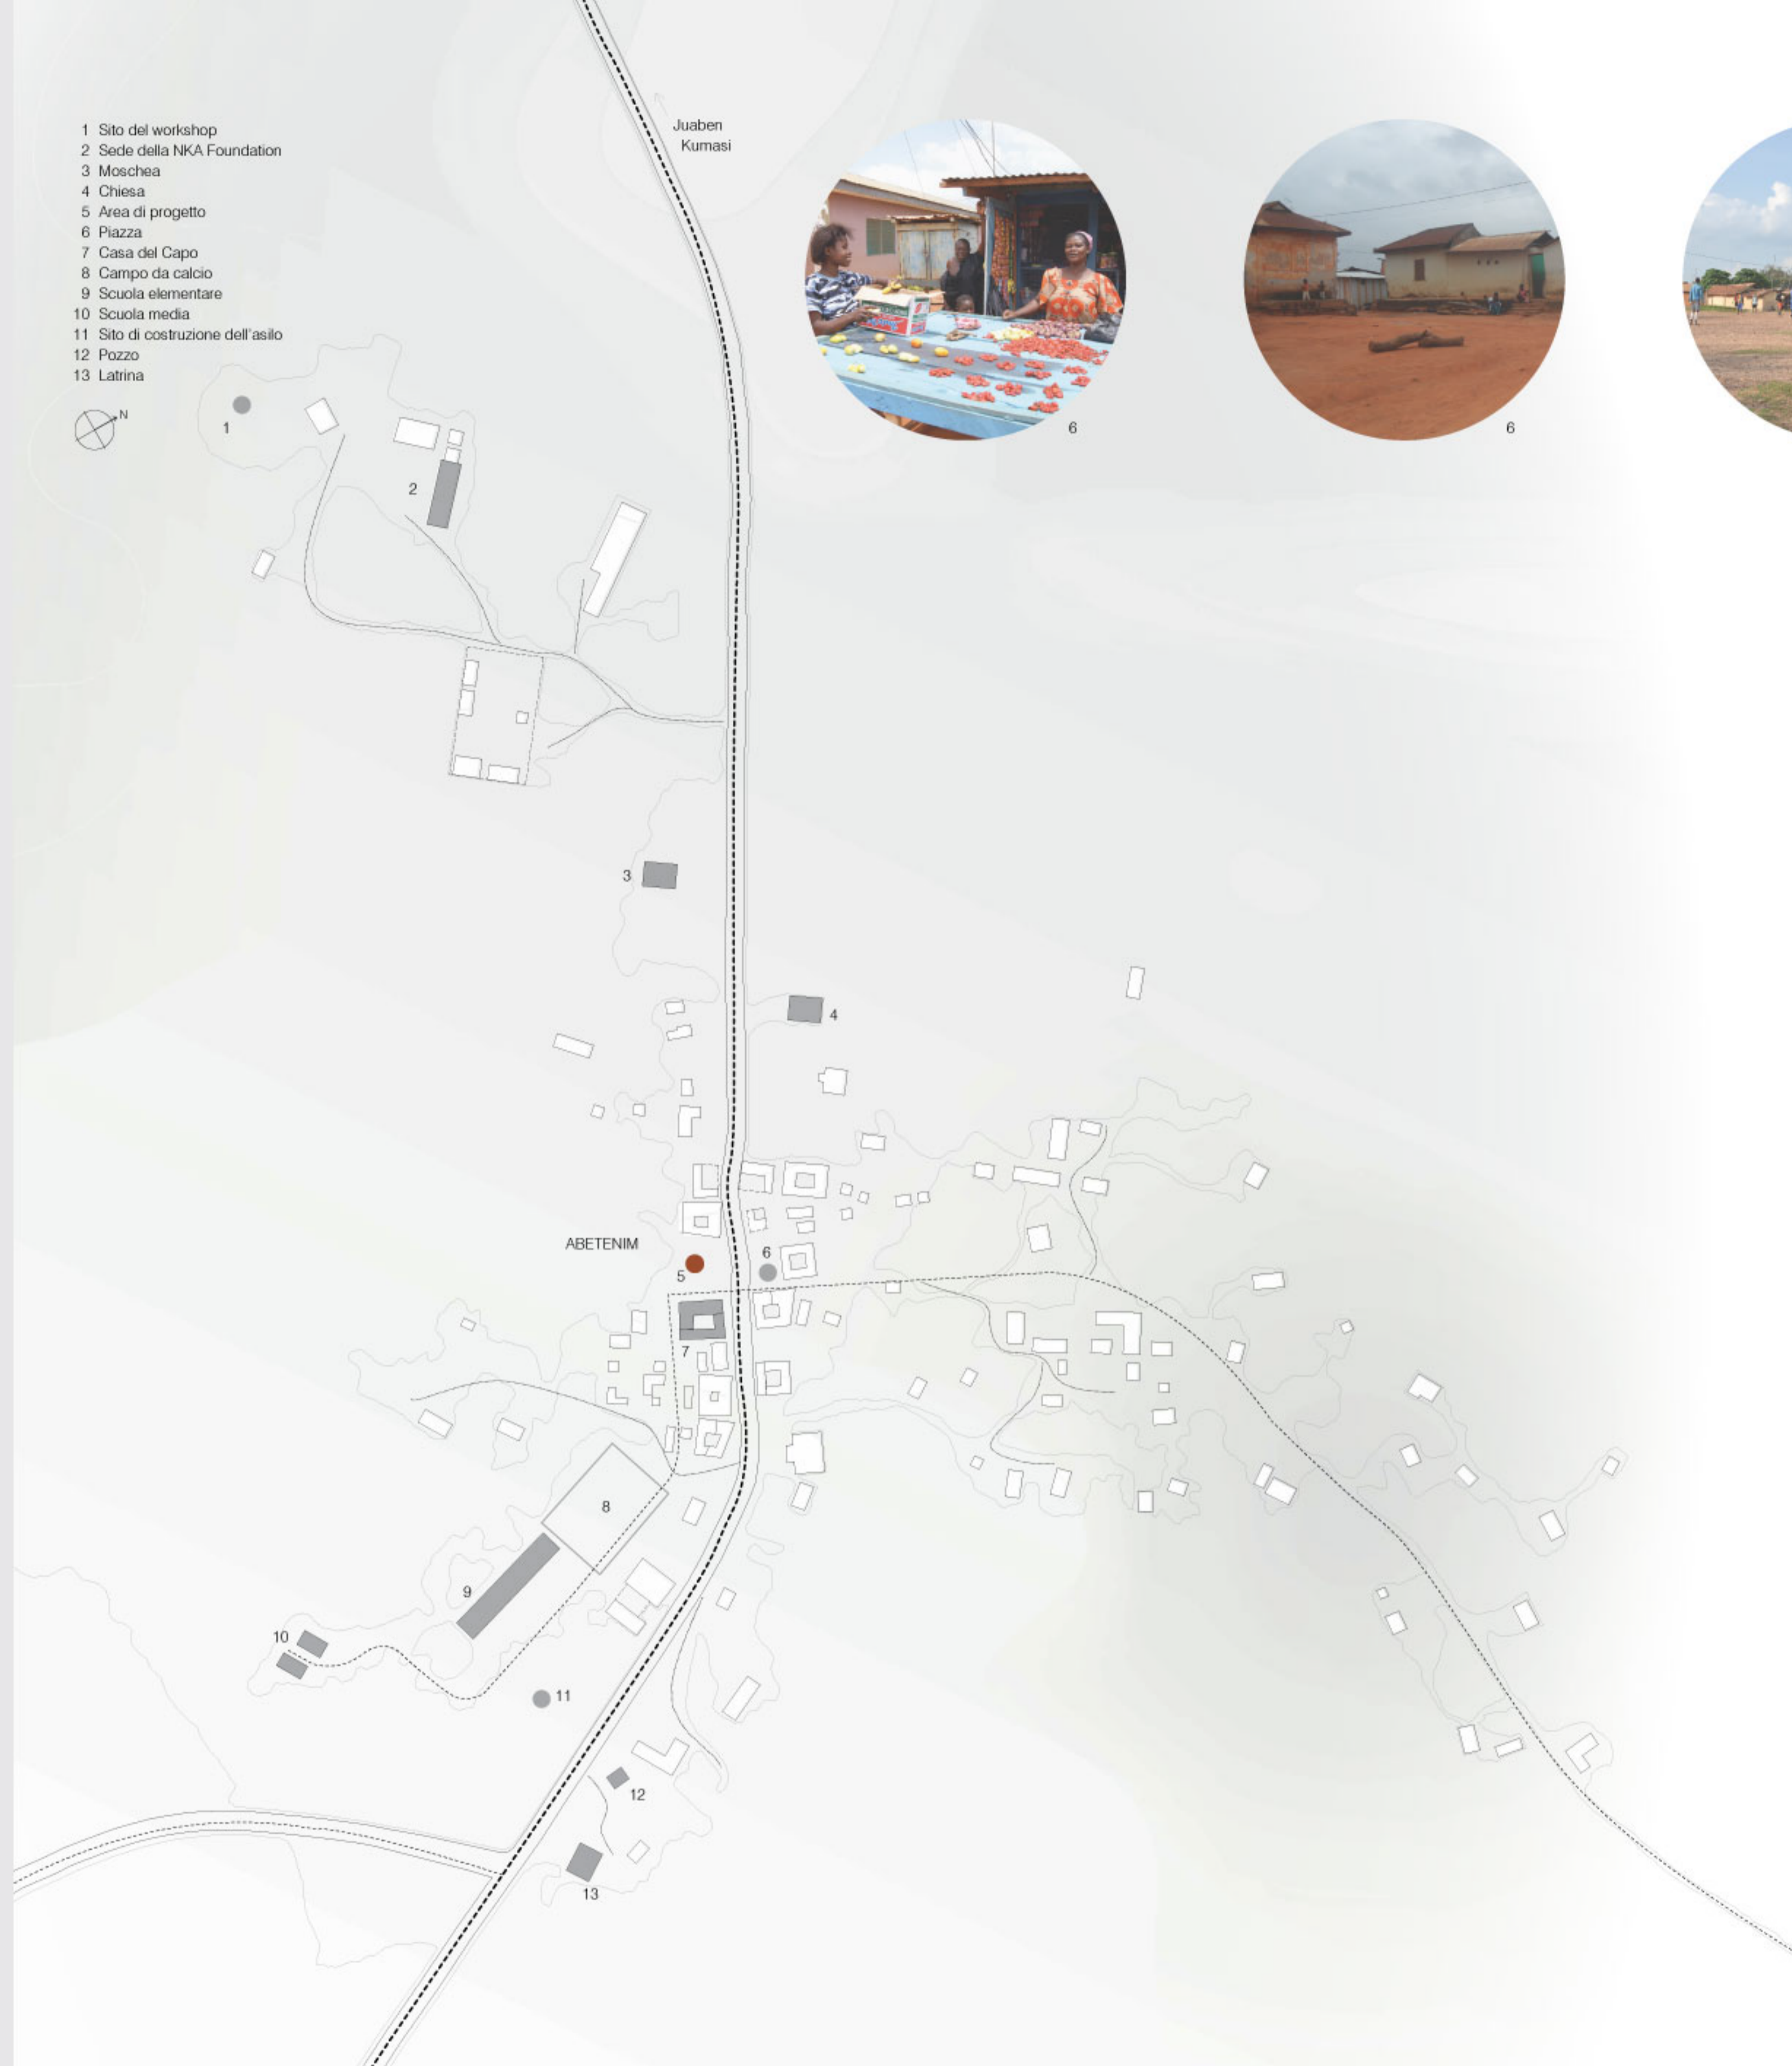 1 Sito del workshop
2 Sede della NKA Foundation
3 Moschea
4 Chiesa
5 Area di progetto
6 Piazza
7 Casa del Capo
8 Campo da calcio
9 Scuola elementare
10 Scuola media
11 Sito di costruzione dell'asilo
12 Pozzo
13 Latrina
N
Juaben
Kumasi
6
6
1
2
3
4
ABETENIM
5
6
7
8
9
10
11
12
13